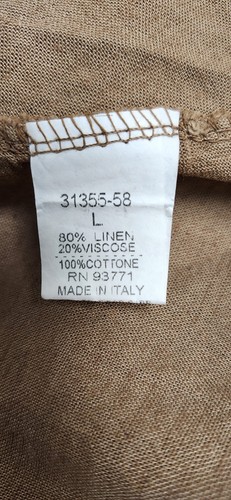 31355-58
L
80% LINEN
20%VISCOSE
100%COTTONE
RN 93771
MADE IN ITALY